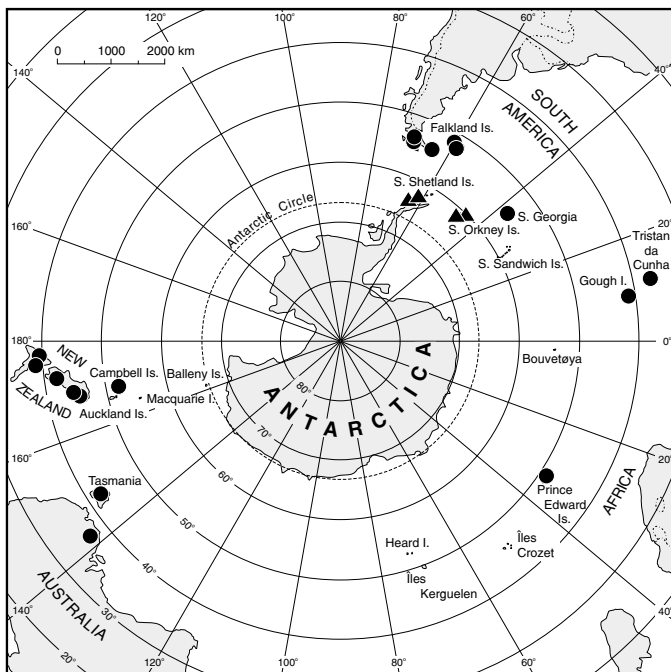 120°
100°
80°
60°
140°
40°
0 1000 2000 km
SOUTH
AMERICA
Falkland Is.
S. Shetland Is.
Antarctic Circle
160°
S. Georgia
S. Orkney Is.
20°
Tristan
da
Cunha
S. Sandwich Is.
Gough I.
180°
NEW
ZEALAND
Campbell Is.
Balleny Is.
Macquarie I.
Auckland Is.
Bouvetøya
0°
ANTARCTICA
80°
70°
60°
50°
40°
30°
20°
160°
Tasmania
AFRICA
20°
Prince
Edward
Is.
Heard I.
Îles
Crozet
Îles
Kerguelen
AUSTRALIA
140°
40°
120°
100°
80°
60°